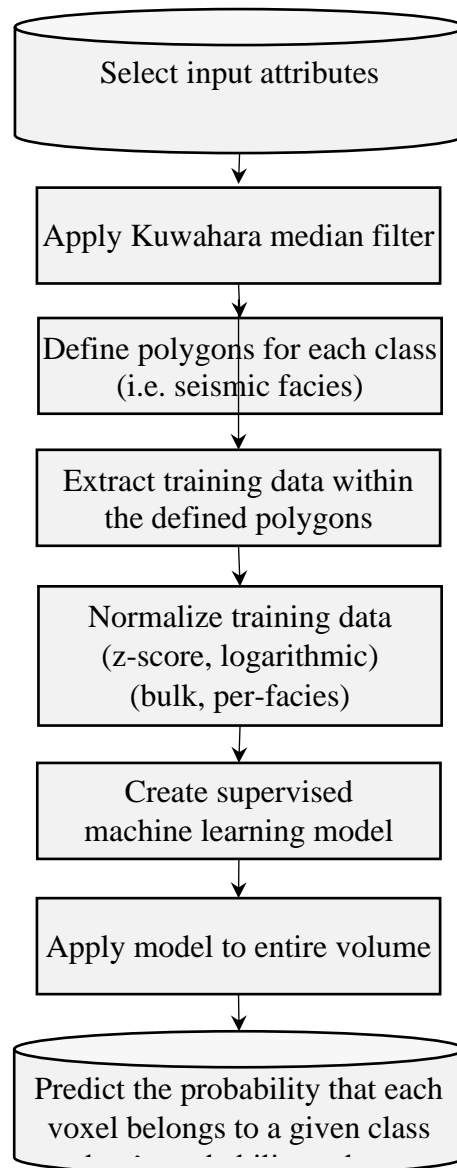 Select input attributes
Apply Kuwahara median filter
Define polygons for each class
(i.e. seismic facies)
Extract training data within
the defined polygons
Normalize training data
(z-score, logarithmic)
(bulk, per-facies)
Create supervised
machine learning model
Apply model to entire volume
Predict the probability that each
voxel belongs to a given class